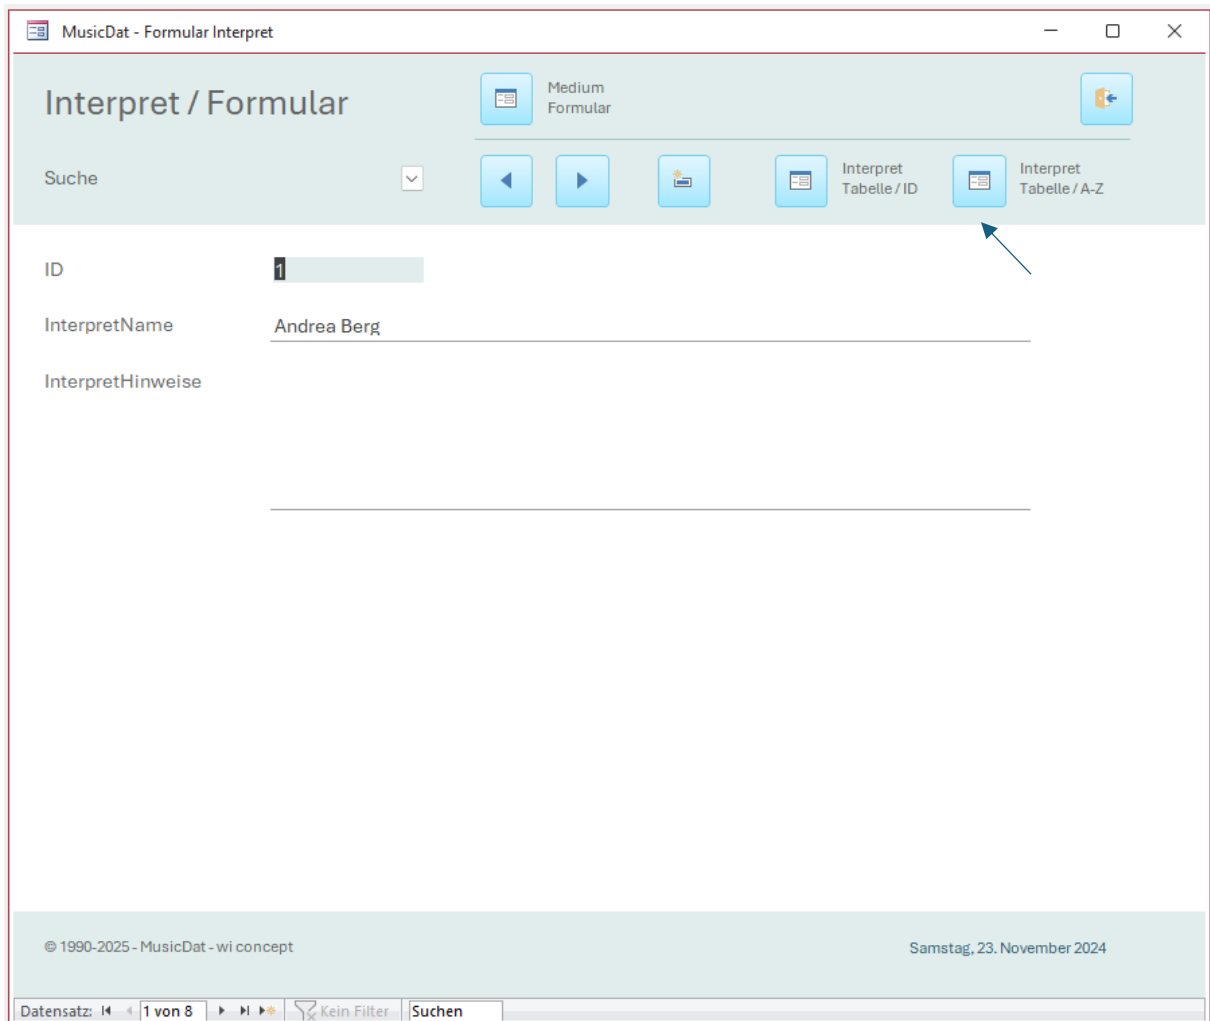 MusicDat - Formular Interpret
Interpret / Formular
Medium
Formular
Suche
Interpret
Tabelle / ID
Interpret
Tabelle / A-Z
ID
1
InterpretName
Andrea Berg
InterpretHinweise
© 1990-2025 - MusicDat - wi concept
Samstag, 23. November 2024
Datensatz: 1 von 8 Kein Filter Suchen